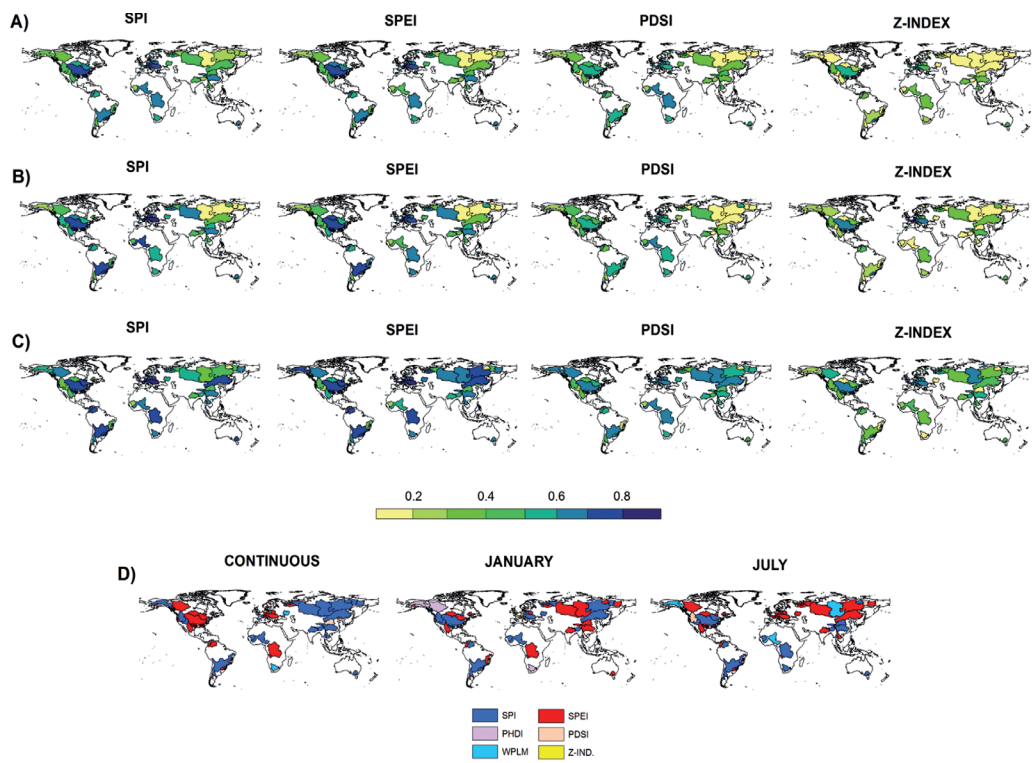 A)
SPI
SPEI
PDSI
Z-INDEX
B)
SPI
SPEI
PDSI
Z-INDEX
C)
SPI
SPEI
PDSI
Z-INDEX
0.2 0.4 0.6 0.8
D)
CONTINUOUS
JANUARY
JULY
SPI
SPEI
PHDI
PDSI
WPLM
Z-IND.